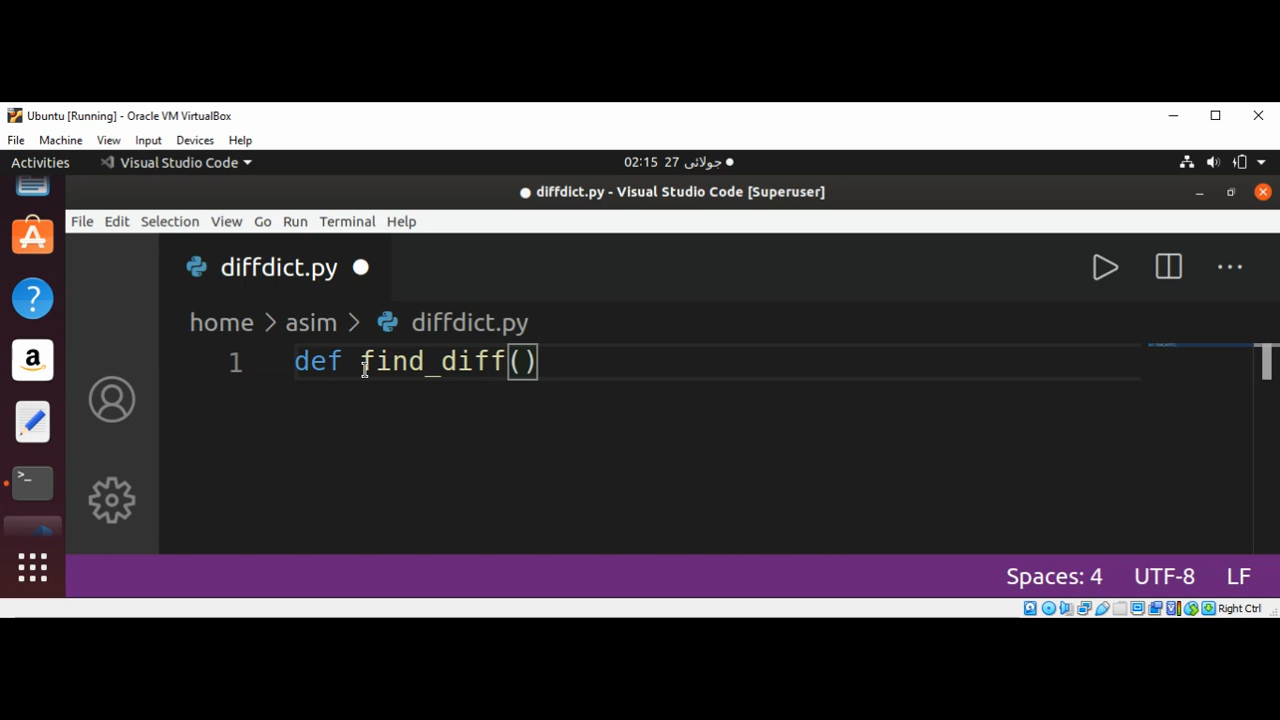 Ubuntu [Running] - Oracle VM VirtualBox
File Machine View Input Devices Help
Activities Visual Studio Code 02:15 27 جولائی
diffdict.py - Visual Studio Code [Superuser]
File Edit Selection View Go Run Terminal Help
diffdict.py
home > asim > diffdict.py
1 def find_diff()
Spaces: 4 UTF-8 LF
Right Ctrl